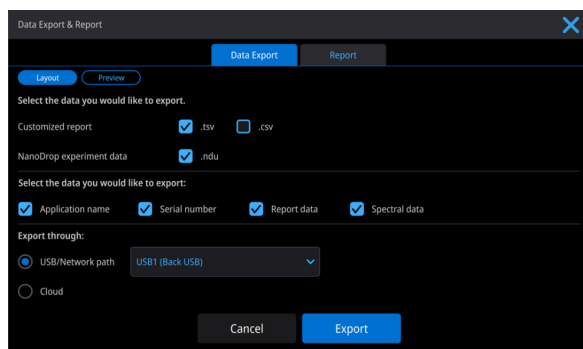 Data Export & Report
Data Export Report
Layout Preview
Select the data you would like to export.
Customized report .tsv .csv
NanoDrop experiment data .ndu
Select the data you would like to export:
Application name Serial number Report data Spectral data
Export through:
USB/Network path USB1 (Back USB)
Cloud
Cancel Export